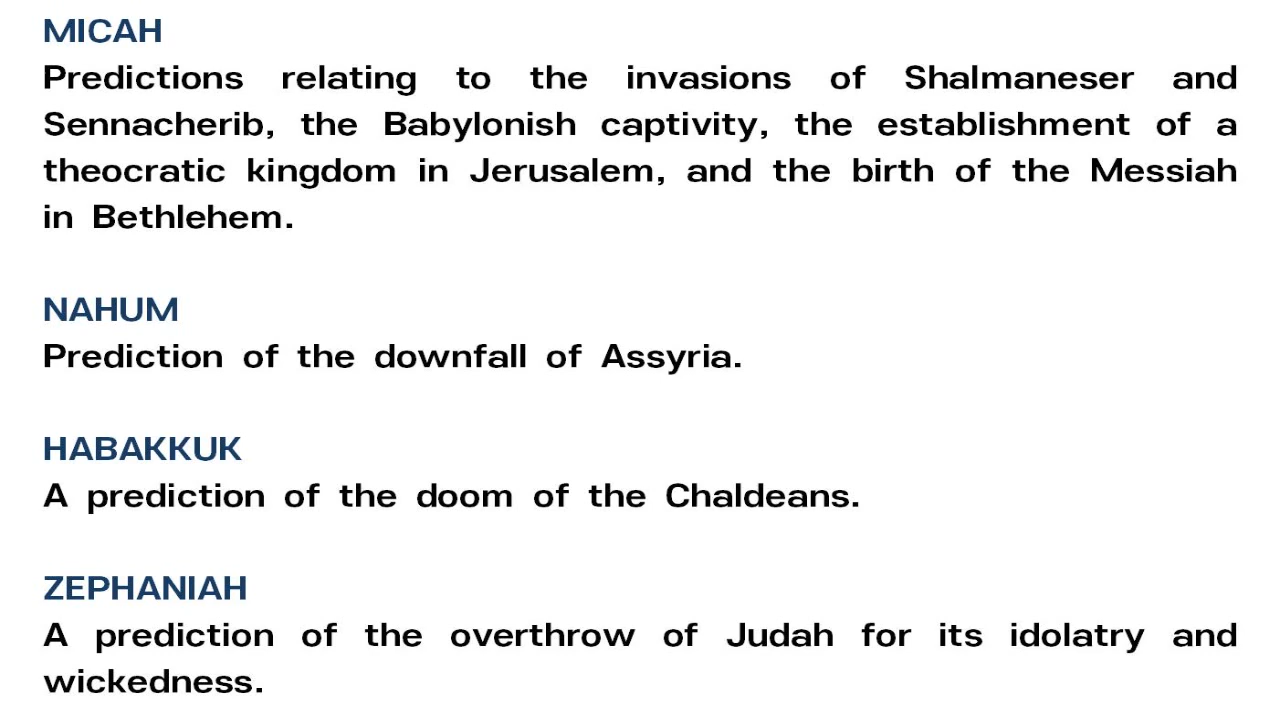 MICAH
Predictions relating to the invasions of Shalmaneser and
Sennacherib, the Babylonish captivity, the establishment of a
theocratic kingdom in Jerusalem, and the birth of the Messiah
in Bethlehem.
NAHUM
Prediction of the downfall of Assyria.
HABAKKUK
A prediction of the doom of the Chaldeans.
ZEPHANIAH
A prediction of the overthrow of Judah for its idolatry and
wickedness.